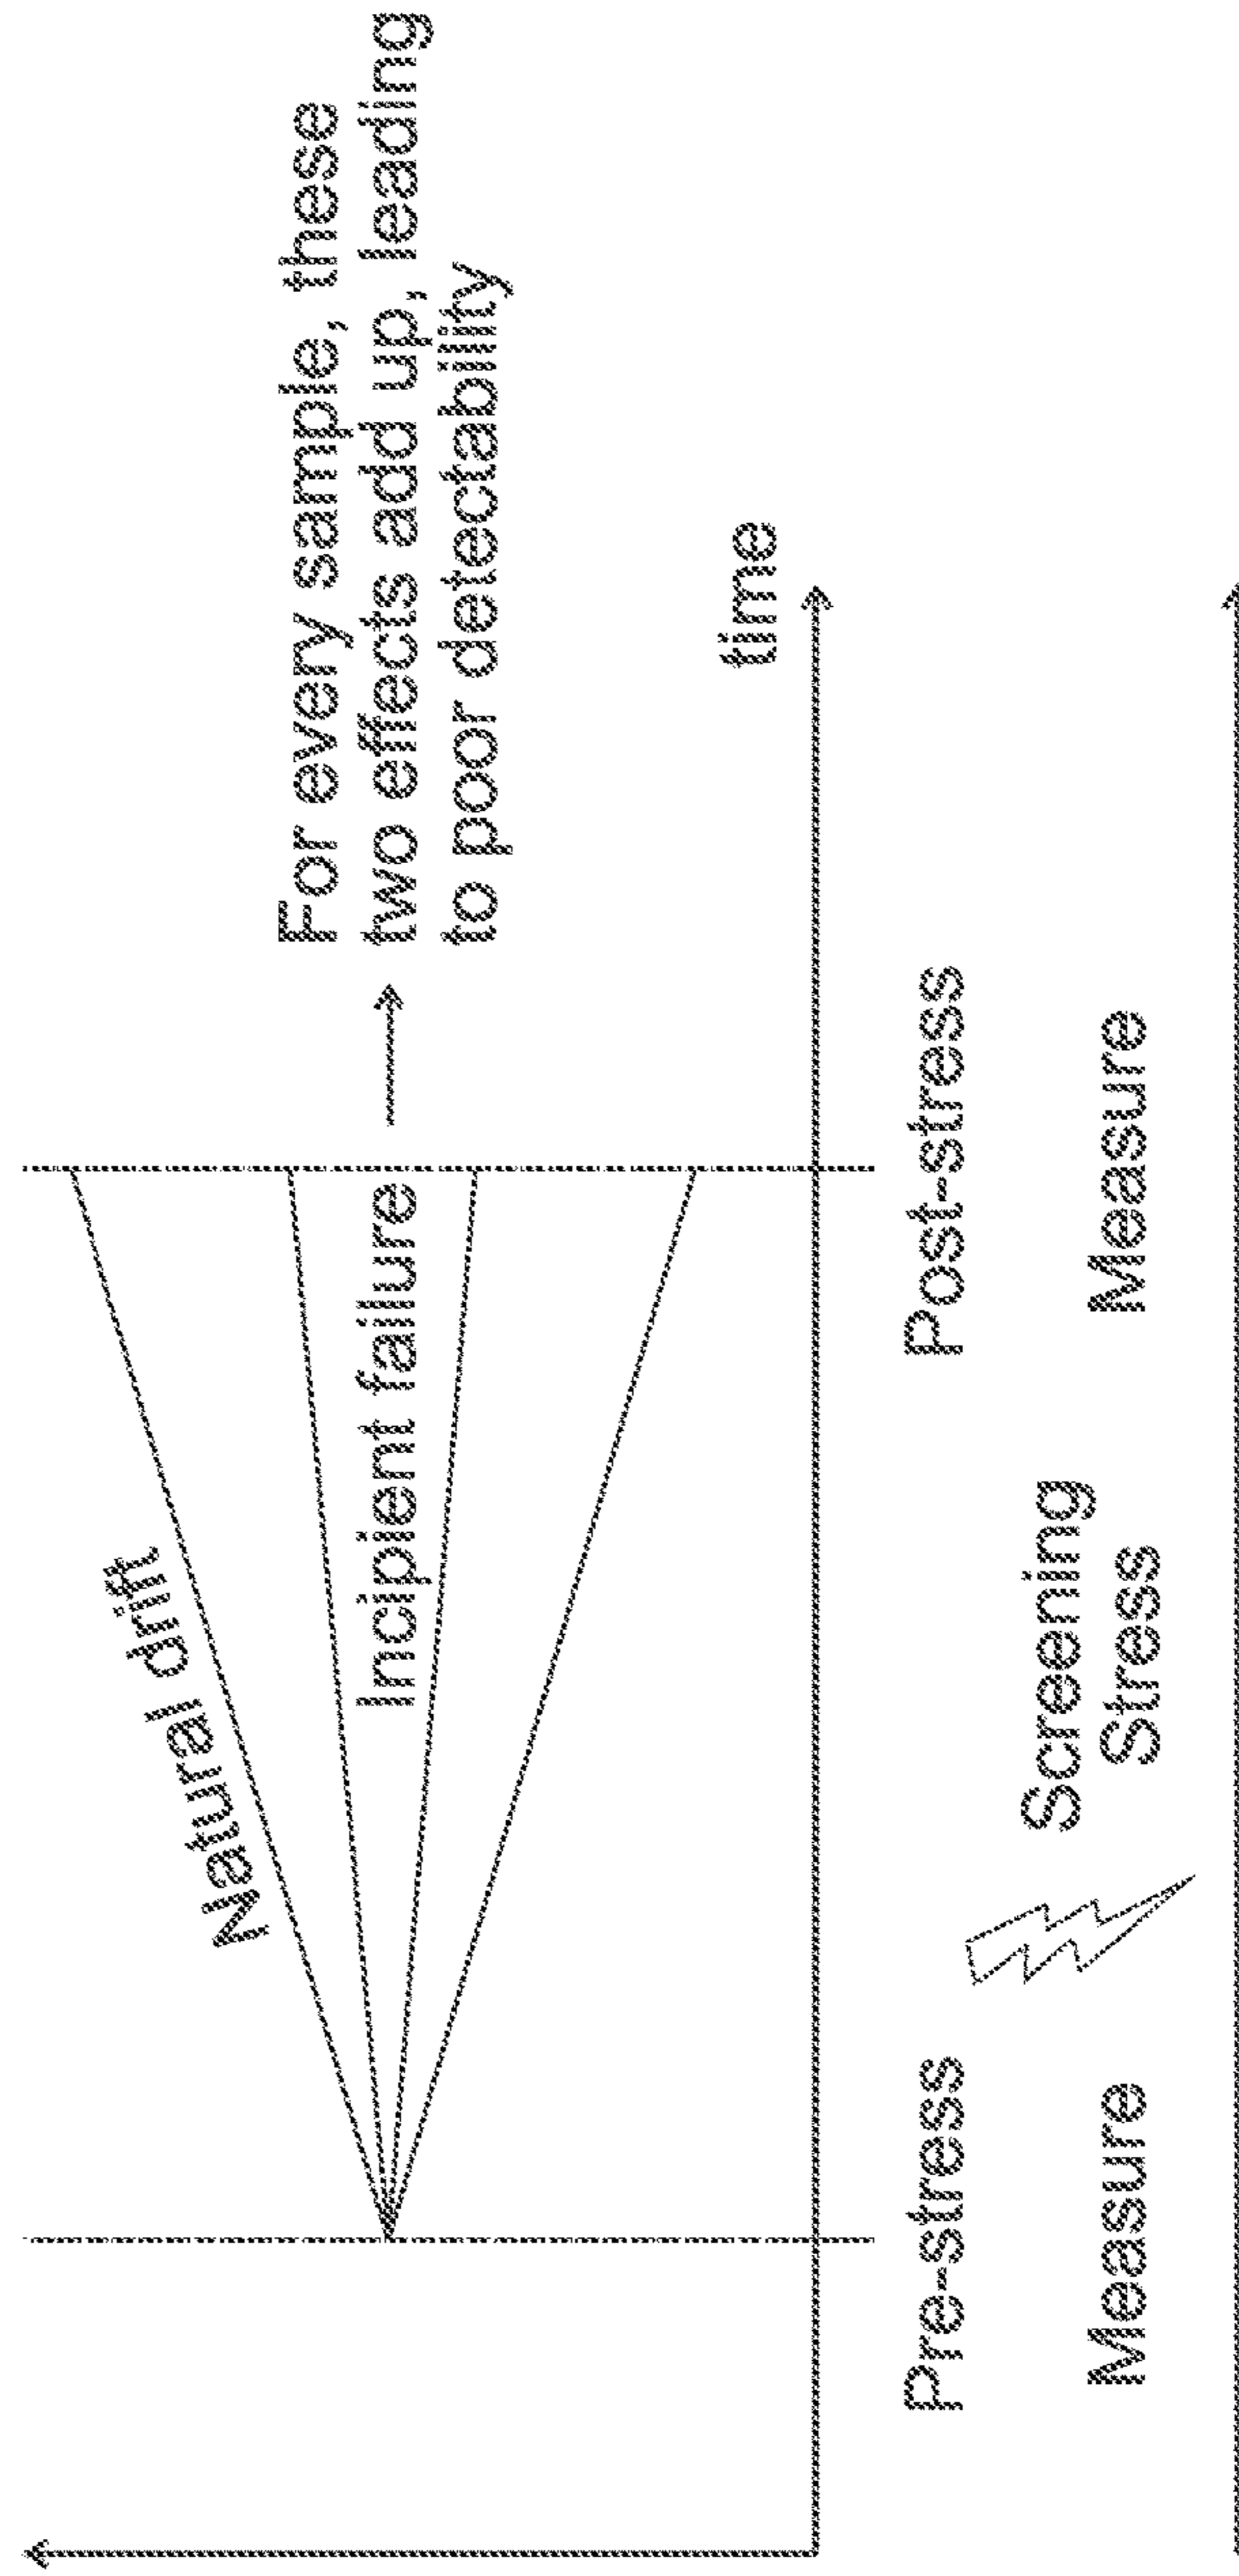 Natural drift
Incipient failure
For every sample, these
two effects add up, leading
to poor detectability
time
Pre-stress
Measure
Screening
Stress
Post-stress
Measure